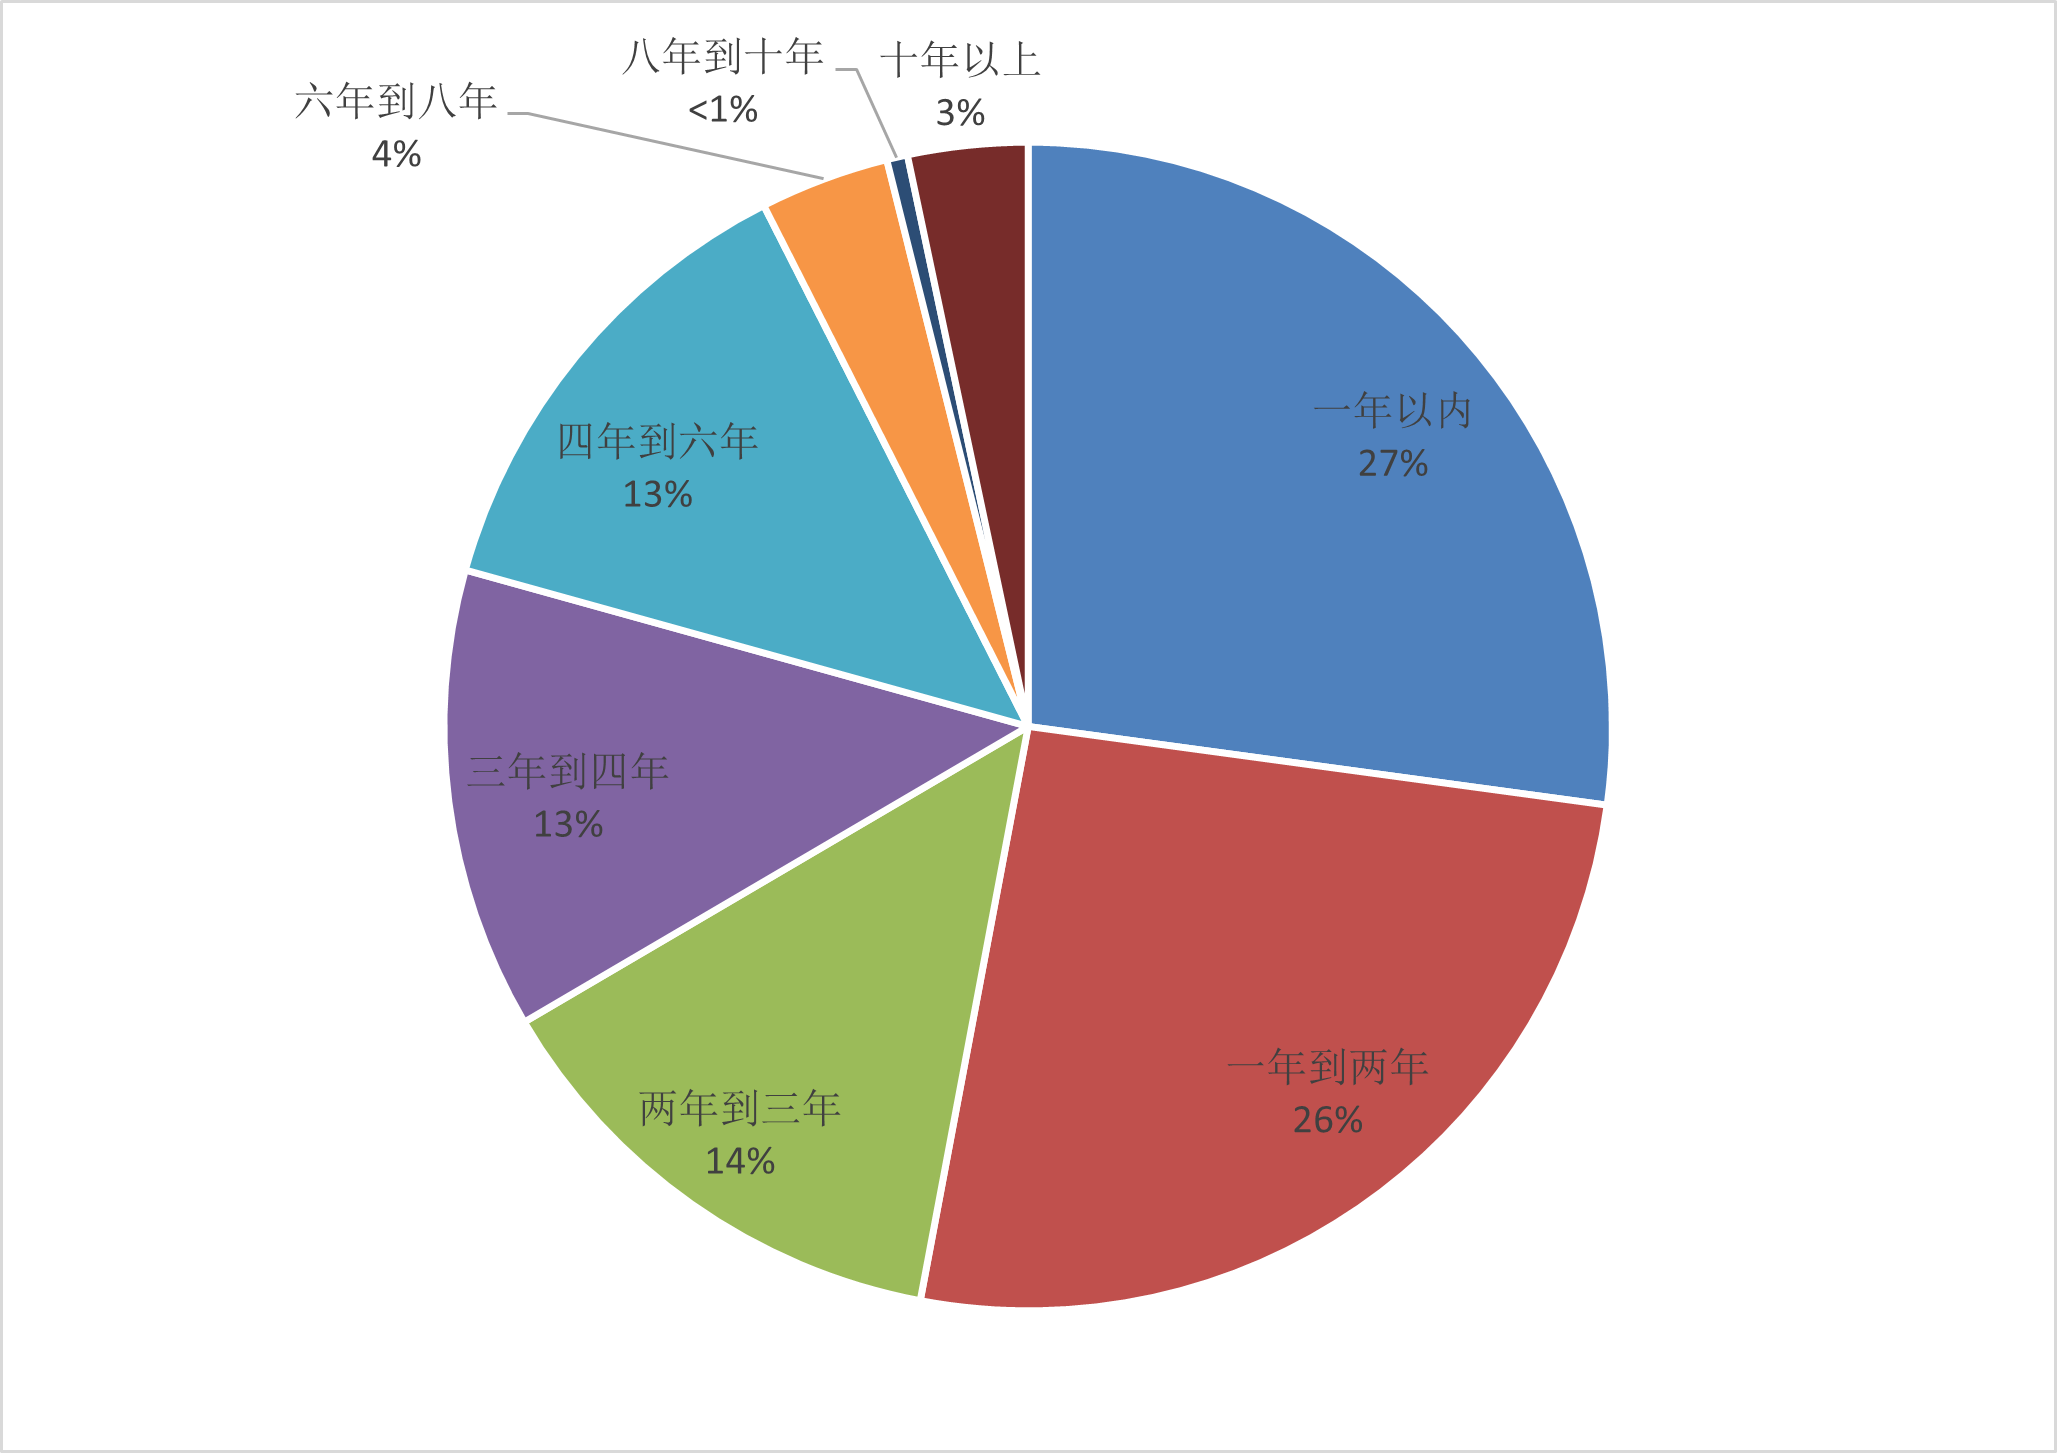 八年到十年
<1%
十年以上
3%
六年到八年
4%
一年以内
27%
四年到六年
13%
三年到四年
13%
一年到两年
26%
两年到三年
14%